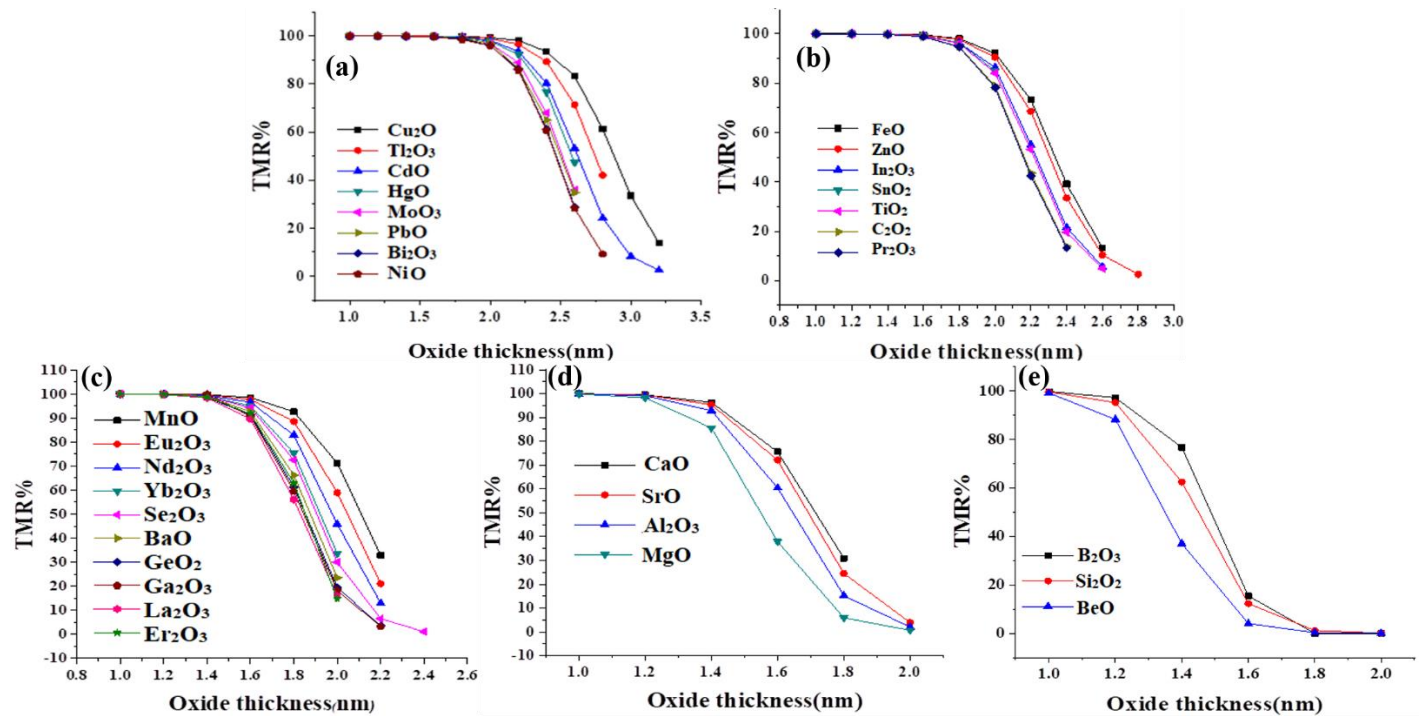 (a)
TMR%
100
80
60
40
20
0
Cu₂O
Tl₂O₃
CdO
HgO
MoO₃
PbO
Bi₂O₃
NiO
1.0 1.5 2.0 2.5 3.0 3.5
Oxide thickness(nm)
(b)
TMR%
100
80
60
40
20
0
FeO
ZnO
In₂O₃
SnO₂
TiO₂
C₂O₂
Pr₂O₃
0.8 1.0 1.2 1.4 1.6 1.8 2.0 2.2 2.4 2.6 2.8 3.0
Oxide thickness(nm)
(c)
TMR%
110
100
90
80
70
60
50
40
30
20
10
0
-10
MnO
Eu₂O₃
Nd₂O₃
Yb₂O₃
Se₂O₃
BaO
GeO₂
Ga₂O₃
La₂O₃
Er₂O₃
0.8 1.0 1.2 1.4 1.6 1.8 2.0 2.2 2.4 2.6
Oxide thickness(nm)
(d)
TMR%
110
100
90
80
70
60
50
40
30
20
10
0
-10
CaO
SrO
Al₂O₃
MgO
1.0 1.2 1.4 1.6 1.8 2.0
Oxide thickness(nm)
(e)
TMR%
100
80
60
40
20
0
B₂O₃
Si₂O₂
BeO
1.0 1.2 1.4 1.6 1.8 2.0
Oxide thickness(nm)